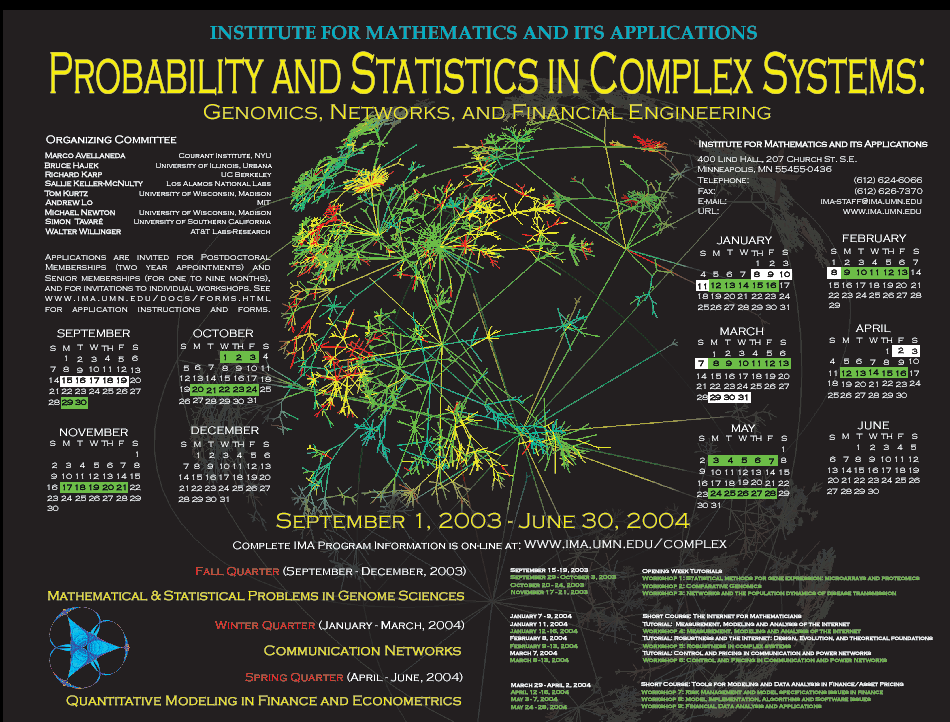 INSTITUTE FOR MATHEMATICS AND ITS APPLICATIONS
PROBABILITY AND STATISTICS IN COMPLEX SYSTEMS:
GENOMICS, NETWORKS, AND FINANCIAL ENGINEERING
ORGANIZING COMMITTEE
MARCO AVELLANEDA COURANT INSTITUTE, NYU
BRUCE HAJEK UNIVERSITY OF ILLINOIS, URBANA
RICHARD KARP UC BERKELEY
SALLIE KELLER-MCNULTY LOS ALAMOS NATIONAL LABS
TOM KURTZ UNIVERSITY OF WISCONSIN, MADISON
ANDREW LO MIT
MICHAEL NEWTON UNIVERSITY OF WISCONSIN, MADISON
SIMON TAVARÉ UNIVERSITY OF SOUTHERN CALIFORNIA
WALTER WILLINGER AT&T LABS-RESEARCH
APPLICATIONS ARE INVITED FOR POSTDOCTORAL
MEMBERSHIPS (TWO YEAR APPOINTMENTS) AND
SENIOR MEMBERSHIPS (FOR ONE TO NINE MONTHS),
AND FOR INVITATIONS TO INDIVIDUAL WORKSHOPS. SEE
WWW.IMA.UMN.EDU/DOCS/FORMS.HTML
FOR APPLICATION INSTRUCTIONS AND FORMS.
INSTITUTE FOR MATHEMATICS AND ITS APPLICATIONS
400 LIND HALL, 207 CHURCH ST. S.E.
MINNEAPOLIS, MN 55455-0436
TELEPHONE: (612) 624-6066
FAX: (612) 626-7370
E-MAIL: IMA-STAFF@IMA.UMN.EDU
URL: WWW.IMA.UMN.EDU
SEPTEMBER
S M T W TH F S
1 2 3 4 5 6
7 8 9 10 11 12 13
14 15 16 17 18 19 20
21 22 23 24 25 26 27
28 29 30
OCTOBER
S M T W TH F S
1 2 3 4
5 6 7 8 9 10 11
12 13 14 15 16 17 18
19 20 21 22 23 24 25
26 27 28 29 30 31
NOVEMBER
S M T W TH F S
1
2 3 4 5 6 7 8
9 10 11 12 13 14 15
16 17 18 19 20 21 22
23 24 25 26 27 28 29
30
DECEMBER
S M T W TH F S
1 2 3 4 5 6
7 8 9 10 11 12 13
14 15 16 17 18 19 20
21 22 23 24 25 26 27
28 29 30 31
JANUARY
S M T W TH F S
1 2 3
4 5 6 7 8 9 10
11 12 13 14 15 16 17
18 19 20 21 22 23 24
25 26 27 28 29 30 31
FEBRUARY
S M T W TH F S
1 2 3 4 5 6 7
8 9 10 11 12 13 14
15 16 17 18 19 20 21
22 23 24 25 26 27 28
29
MARCH
S M T W TH F S
1 2 3 4 5 6
7 8 9 10 11 12 13
14 15 16 17 18 19 20
21 22 23 24 25 26 27
28 29 30 31
APRIL
S M T W TH F S
1 2 3
4 5 6 7 8 9 10
11 12 13 14 15 16 17
18 19 20 21 22 23 24
25 26 27 28 29 30
MAY
S M T W TH F S
1
2 3 4 5 6 7 8
9 10 11 12 13 14 15
16 17 18 19 20 21 22
23 24 25 26 27 28 29
30 31
JUNE
S M T W TH F S
1 2 3 4 5
6 7 8 9 10 11 12
13 14 15 16 17 18 19
20 21 22 23 24 25 26
27 28 29 30
SEPTEMBER 1, 2003 - JUNE 30, 2004
COMPLETE IMA PROGRAM INFORMATION IS ON-LINE AT: WWW.IMA.UMN.EDU/COMPLEX
FALL QUARTER (SEPTEMBER - DECEMBER, 2003)
MATHEMATICAL & STATISTICAL PROBLEMS IN GENOME SCIENCES
SEPTEMBER 15-19, 2003 OPENING WEEK TUTORIALS
SEPTEMBER 29 - OCTOBER 3, 2003 WORKSHOP 1: STATISTICAL METHODS FOR GENE EXPRESSION: MICROARRAYS AND PROTEOMICS
OCTOBER 20 - 24, 2003 WORKSHOP 2: COMPARATIVE GENOMICS
NOVEMBER 17 - 21, 2003 WORKSHOP 3: NETWORKS AND THE POPULATION DYNAMICS OF DISEASE TRANSMISSION
WINTER QUARTER (JANUARY - MARCH, 2004)
COMMUNICATION NETWORKS
JANUARY 7-9, 2004 SHORT COURSE: THE INTERNET FOR MATHEMATICIANS
JANUARY 11, 2004 TUTORIAL: MEASUREMENT, MODELING AND ANALYSIS OF THE INTERNET
JANUARY 12 -16, 2004 WORKSHOP 4: MEASUREMENT, MODELING AND ANALYSIS OF THE INTERNET
FEBRUARY 8, 2004 TUTORIAL: ROBUSTNESS AND THE INTERNET: DESIGN, EVOLUTION, AND THEORETICAL FOUNDATIONS
FEBRUARY 9-13, 2004 WORKSHOP 5: ROBUSTNESS IN COMPLEX SYSTEMS
MARCH 7, 2004 TUTORIAL: CONTROL AND PRICING IN COMMUNICATION AND POWER NETWORKS
MARCH 8-13, 2004 WORKSHOP 6: CONTROL AND PRICING IN COMMUNICATION AND POWER NETWORKS
SPRING QUARTER (APRIL - JUNE, 2004)
QUANTITATIVE MODELING IN FINANCE AND ECONOMETRICS
MARCH 29 - APRIL 2, 2004 SHORT COURSE: TOOLS FOR MODELING AND DATA ANALYSIS IN FINANCE/ASSET PRICING
APRIL 12 -16, 2004 WORKSHOP 7: RISK MANAGEMENT AND MODEL SPECIFICATIONS ISSUES IN FINANCE
MAY 3-7, 2004 WORKSHOP 8: MODEL IMPLEMENTATION, ALGORITHMS AND SOFTWARE ISSUES
MAY 24 - 28, 2004 WORKSHOP 9: FINANCIAL DATA ANALYSIS AND APPLICATIONS